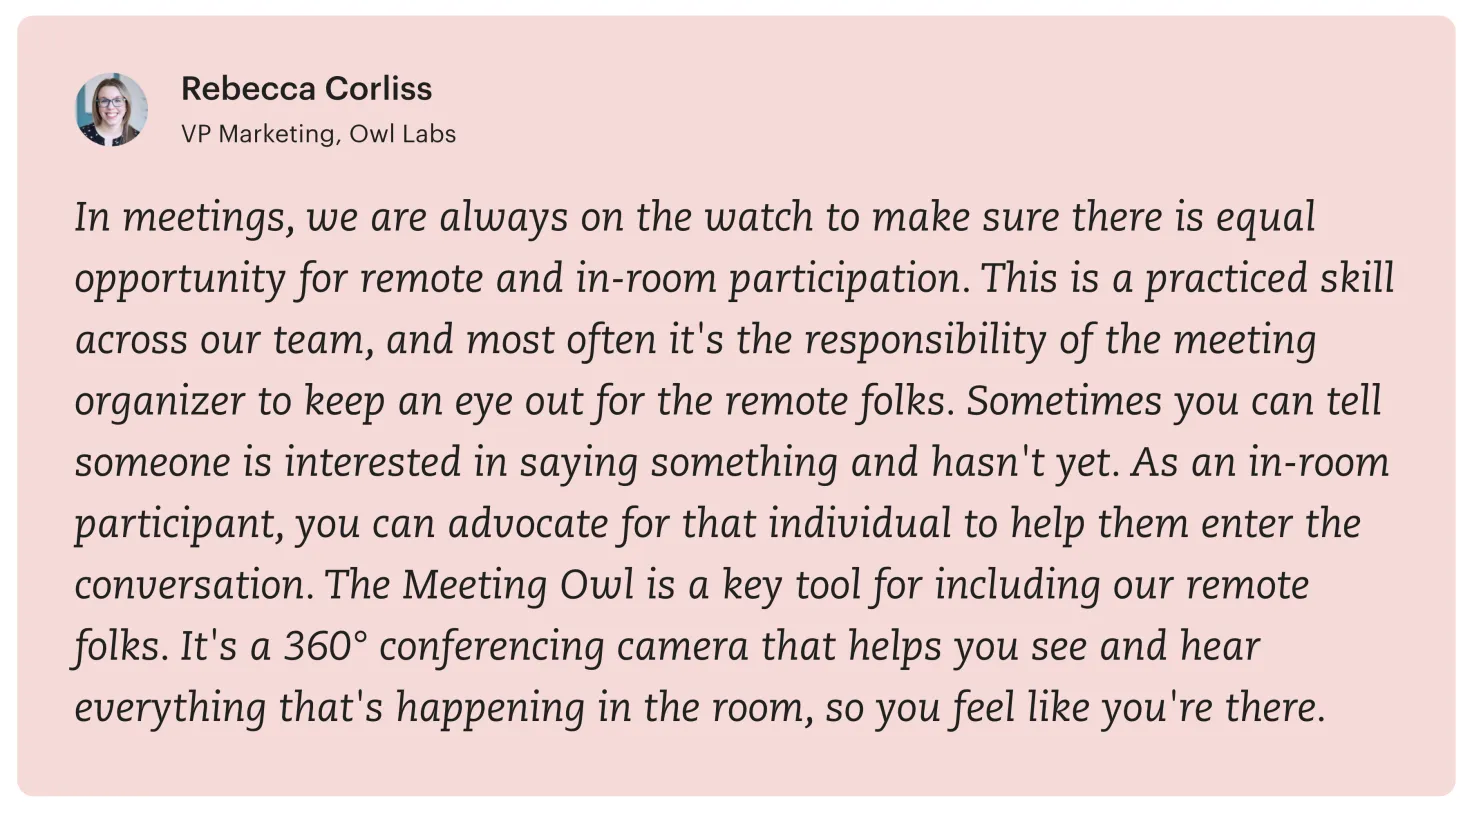 Rebecca Corliss
VP Marketing, Owl Labs
In meetings, we are always on the watch to make sure there is equal
opportunity for remote and in-room participation. This is a practiced skill
across our team, and most often it's the responsibility of the meeting
organizer to keep an eye out for the remote folks. Sometimes you can tell
someone is interested in saying something and hasn't yet. As an in-room
participant, you can advocate for that individual to help them enter the
conversation. The Meeting Owl is a key tool for including our remote
folks. It's a 360° conferencing camera that helps you see and hear
everything that's happening in the room, so you feel like you're there.